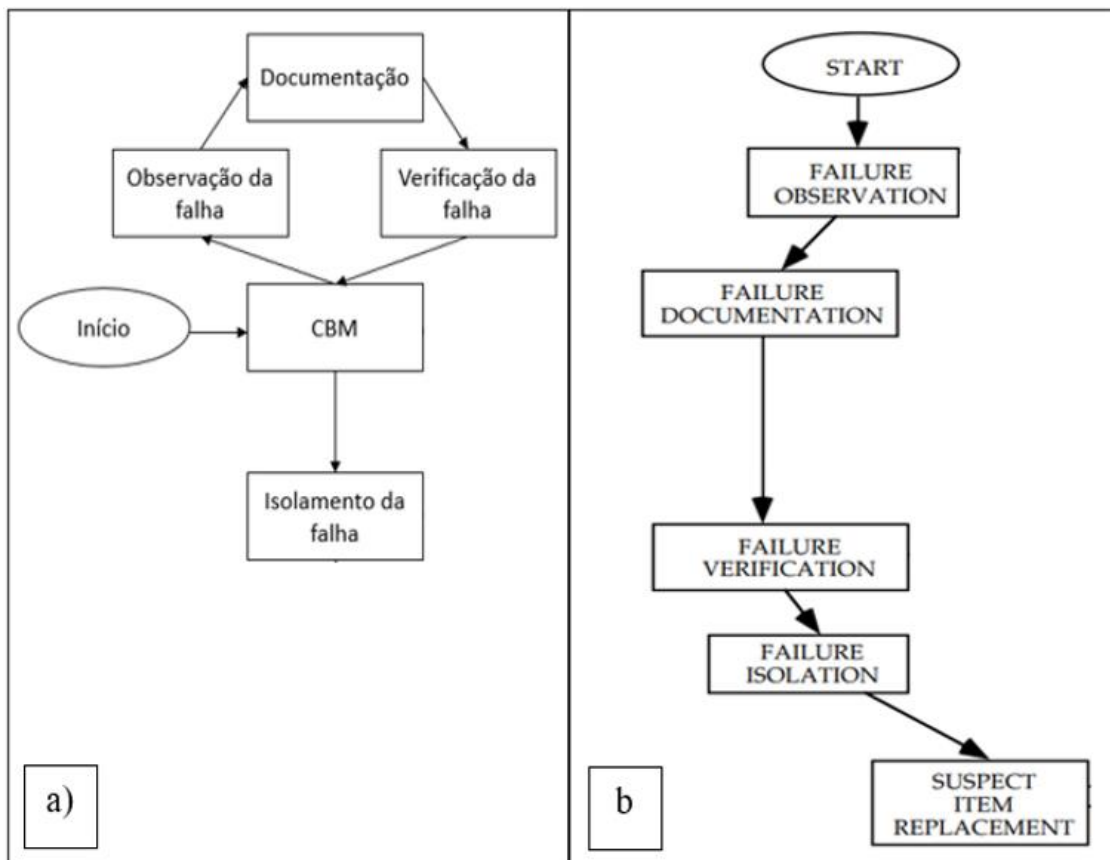 Documentação
Observação da
falha
Verificação da
falha
Início
CBM
Isolamento da
falha
a)
START
FAILURE
OBSERVATION
FAILURE
DOCUMENTATION
FAILURE
VERIFICATION
FAILURE
ISOLATION
SUSPECT
ITEM
REPLACEMENT
b